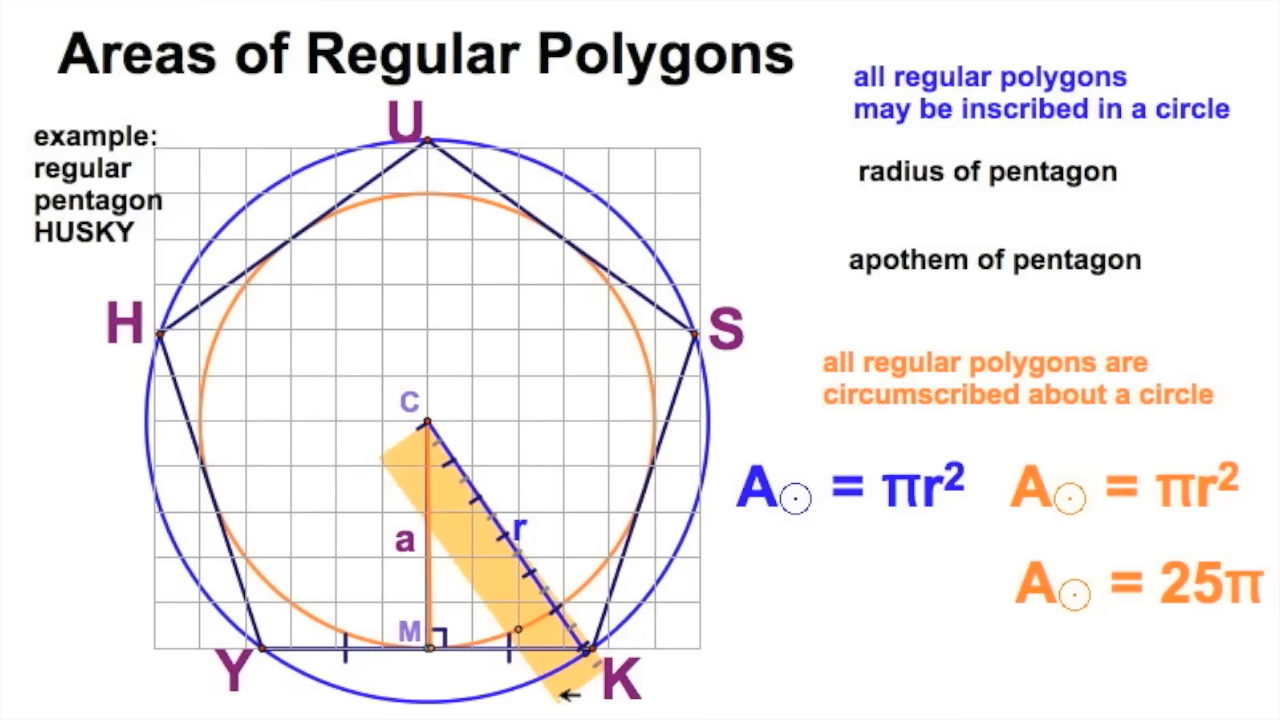 Areas of Regular Polygons
all regular polygons
may be inscribed in a circle
example:
regular
pentagon
HUSKY
U
radius of pentagon
apothem of pentagon
H
S
all regular polygons are
circumscribed about a circle
C
A⨀ = πr²
A⨀ = πr²
r
a
A⨀ = 25π
M
Y
K